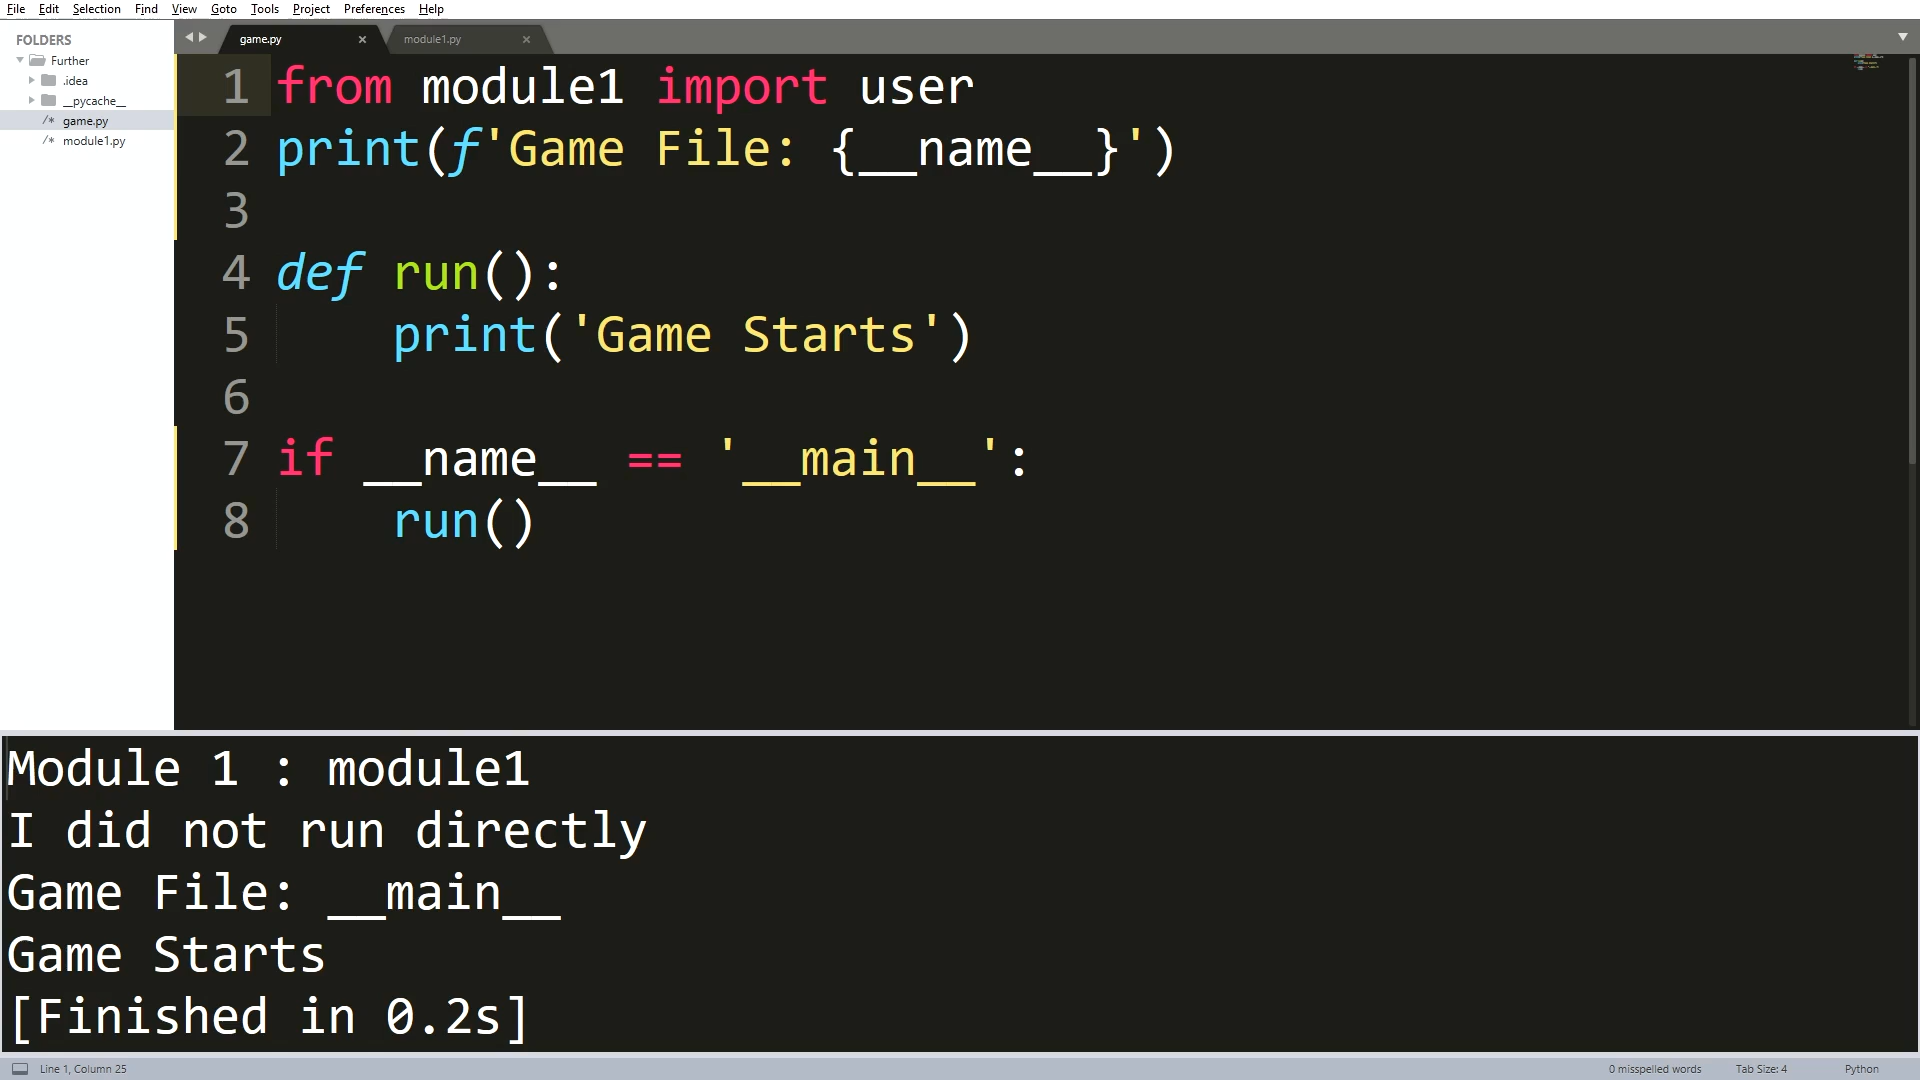 File Edit Selection Find View Goto Tools Project Preferences Help
FOLDERS
Further
.idea
__pycache__
/* game.py
/* module1.py
game.py × module1.py ×
1 from module1 import user
2 print(f'Game File: {__name__}')
3
4 def run():
5     print('Game Starts')
6
7 if __name__ == '__main__':
8     run()
Module 1 : module1
I did not run directly
Game File: __main__
Game Starts
[Finished in 0.2s]
Line 1, Column 25 0 misspelled words Tab Size: 4 Python